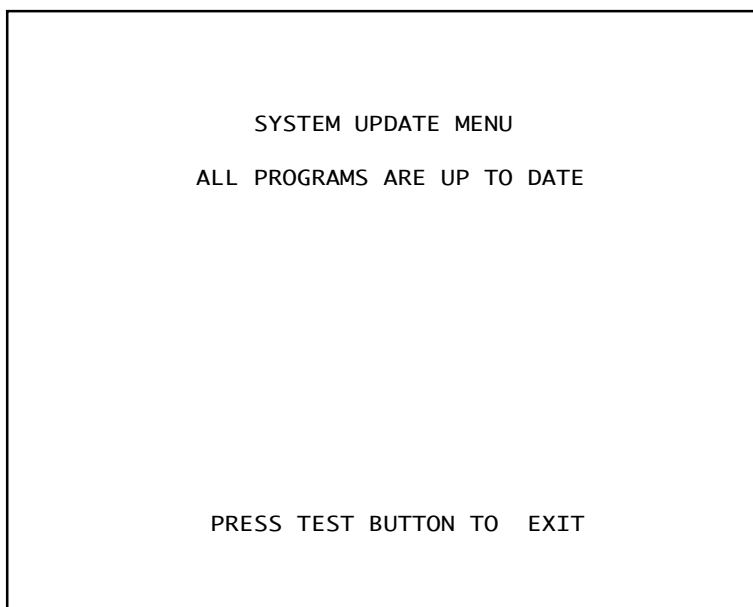 SYSTEM UPDATE MENU
ALL PROGRAMS ARE UP TO DATE
PRESS TEST BUTTON TO  EXIT